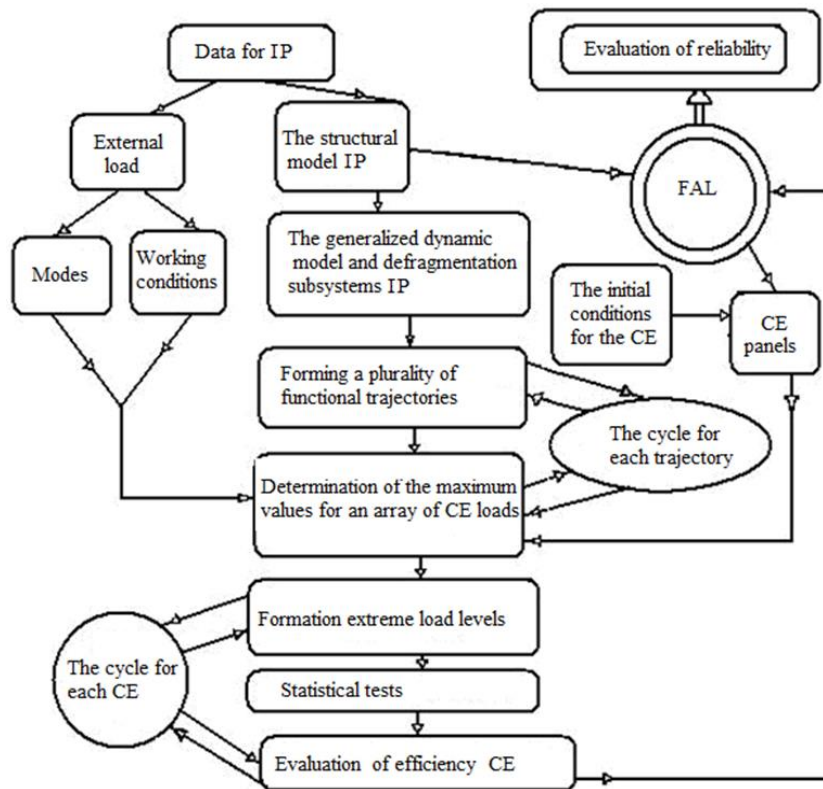 Data for IP
Evaluation of reliability
External
load
The structural
model IP
FAL
Modes
Working
conditions
The generalized dynamic
model and defragmentation
subsystems IP
The initial
conditions
for the CE
CE
panels
Forming a plurality of
functional trajectories
The cycle for
each trajectory
Determination of the maximum
values for an array of CE loads
Formation extreme load levels
The cycle for
each CE
Statistical tests
Evaluation of efficiency CE